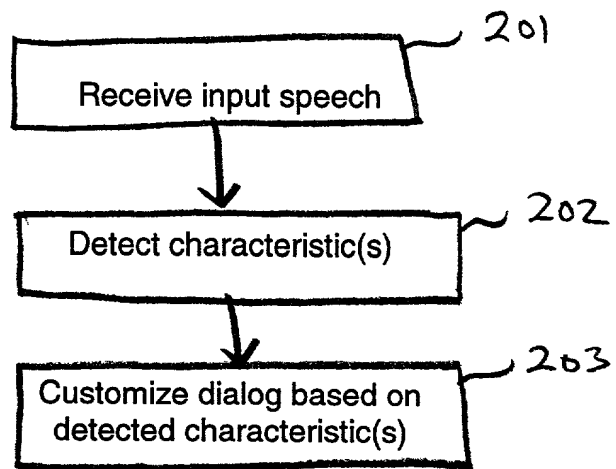 201
Receive input speech
202
Detect characteristic(s)
203
Customize dialog based on
detected characteristic(s)